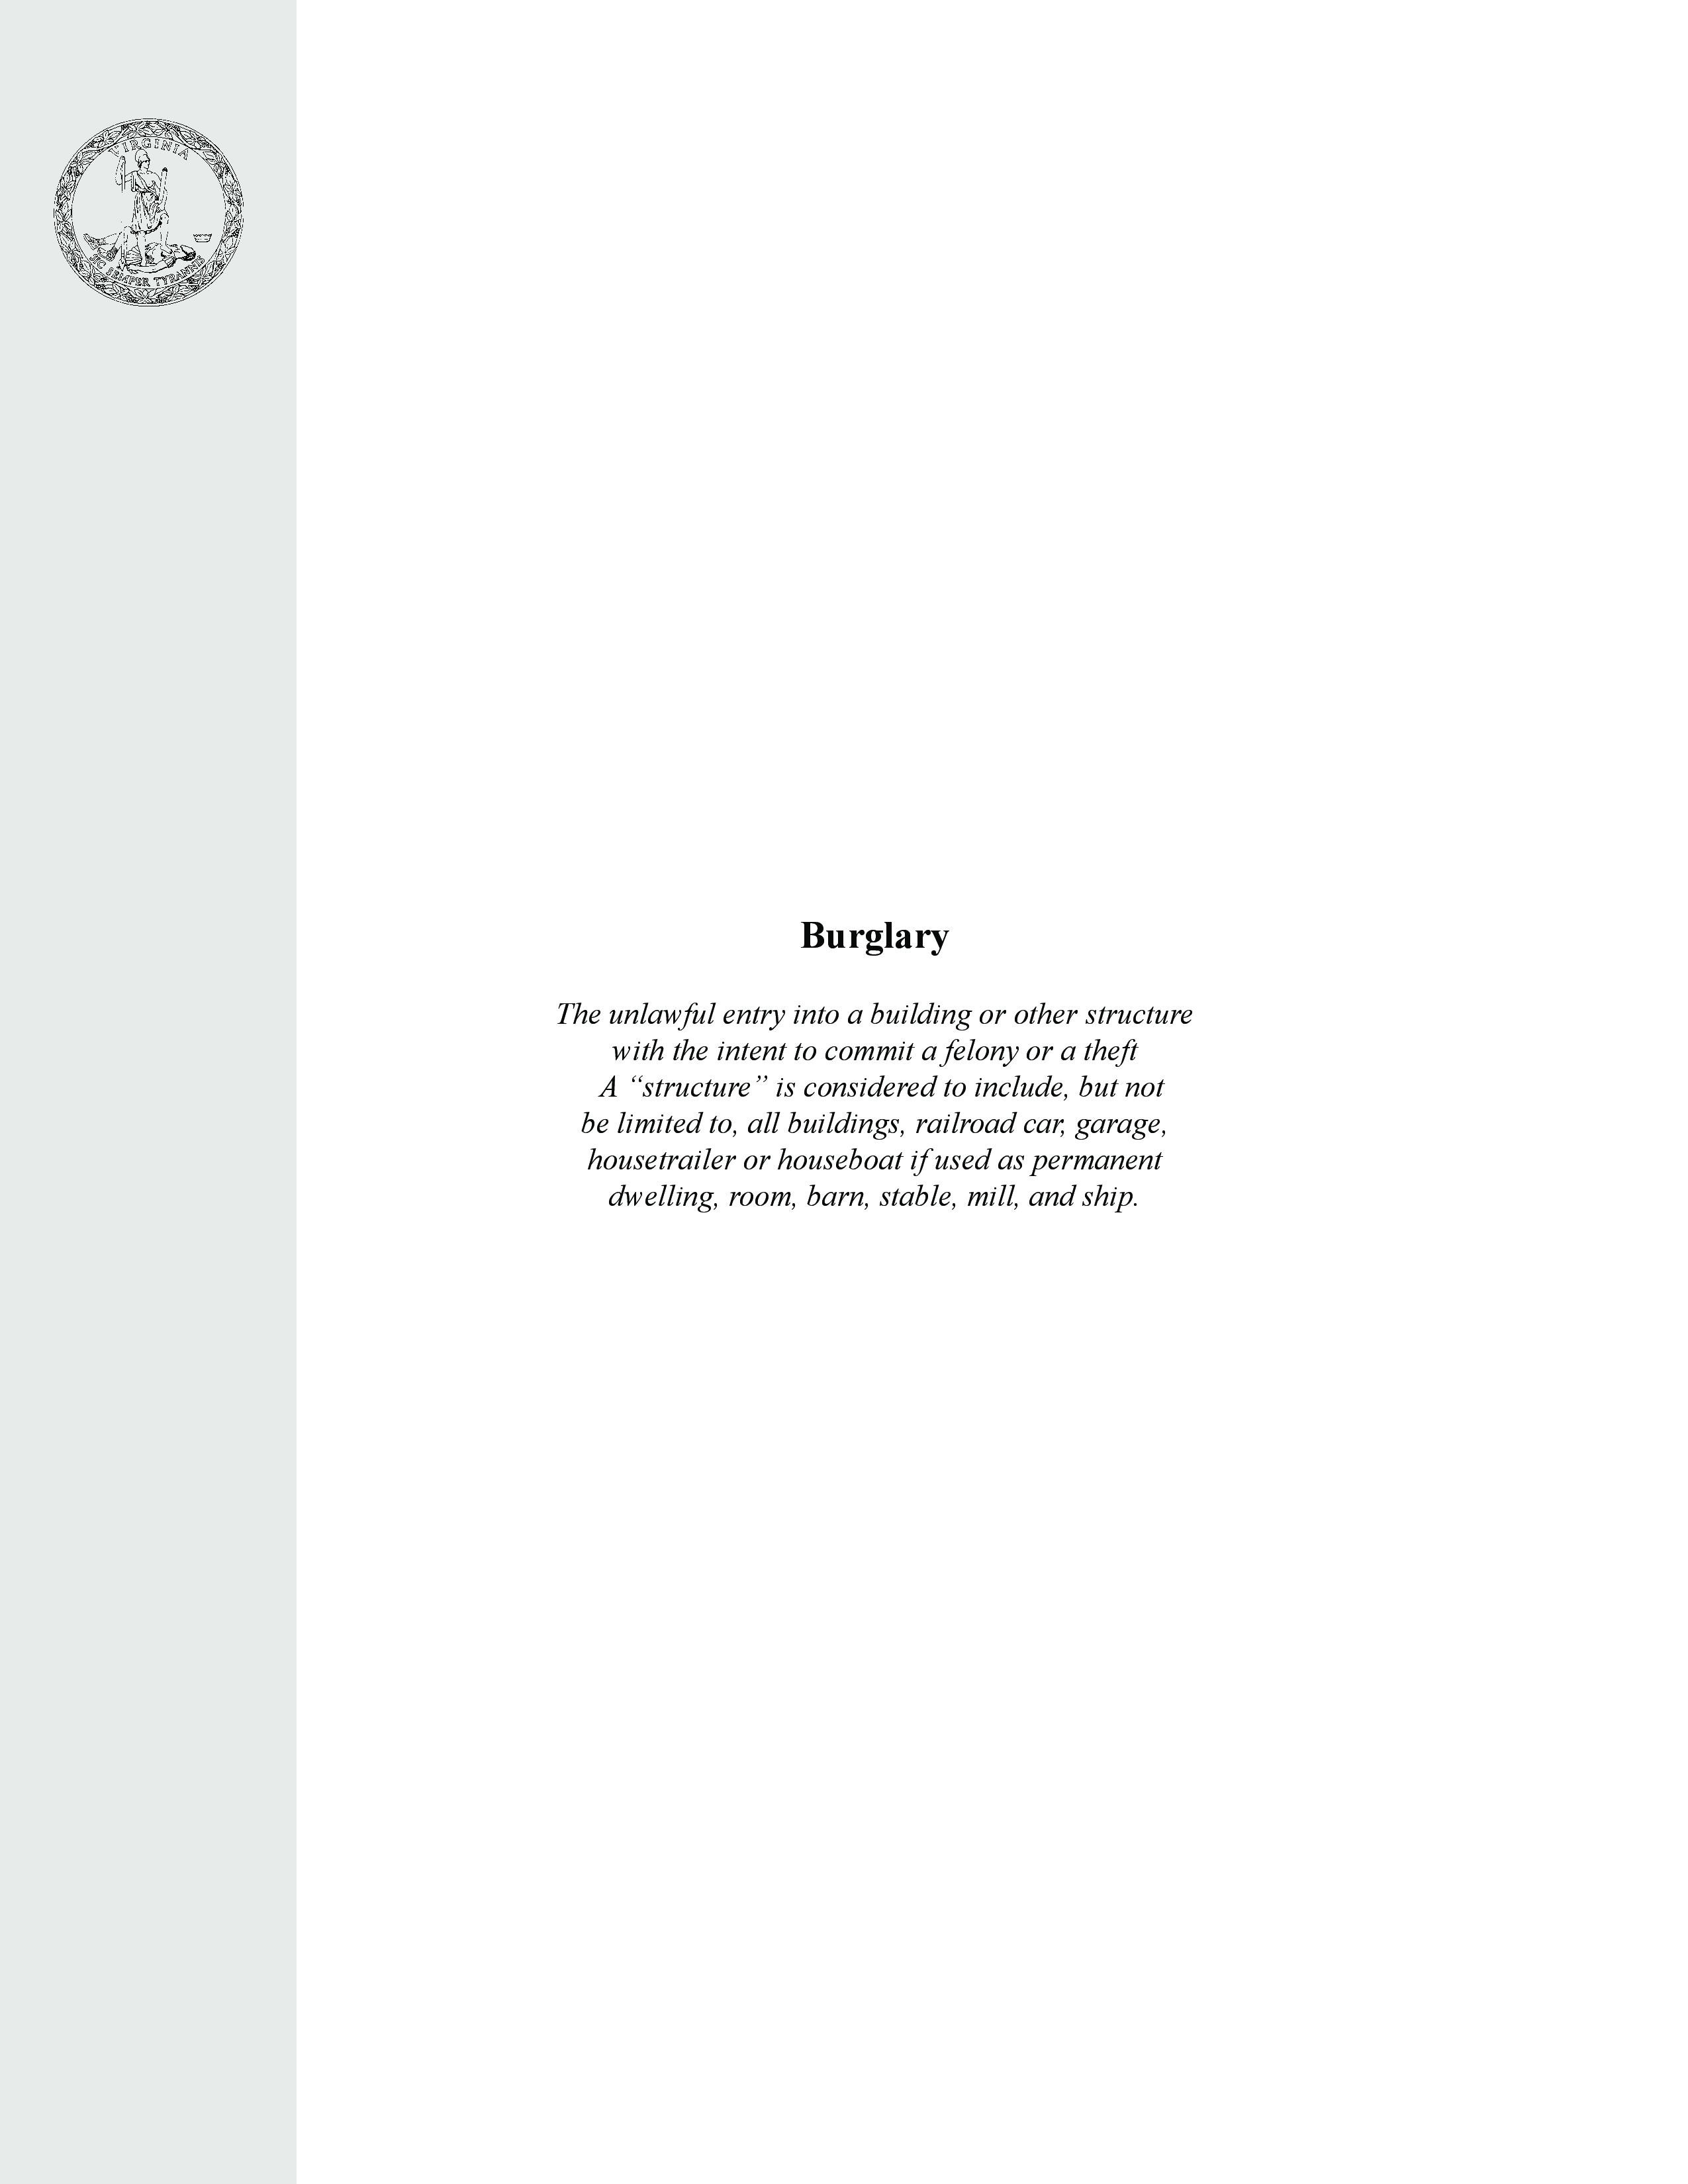 VIRGINIA
SIC SEMPER TYRANNIS
Burglary
The unlawful entry into a building or other structure
with the intent to commit a felony or a theft
A “structure” is considered to include, but not
be limited to, all buildings, railroad car, garage,
housetrailer or houseboat if used as permanent
dwelling, room, barn, stable, mill, and ship.